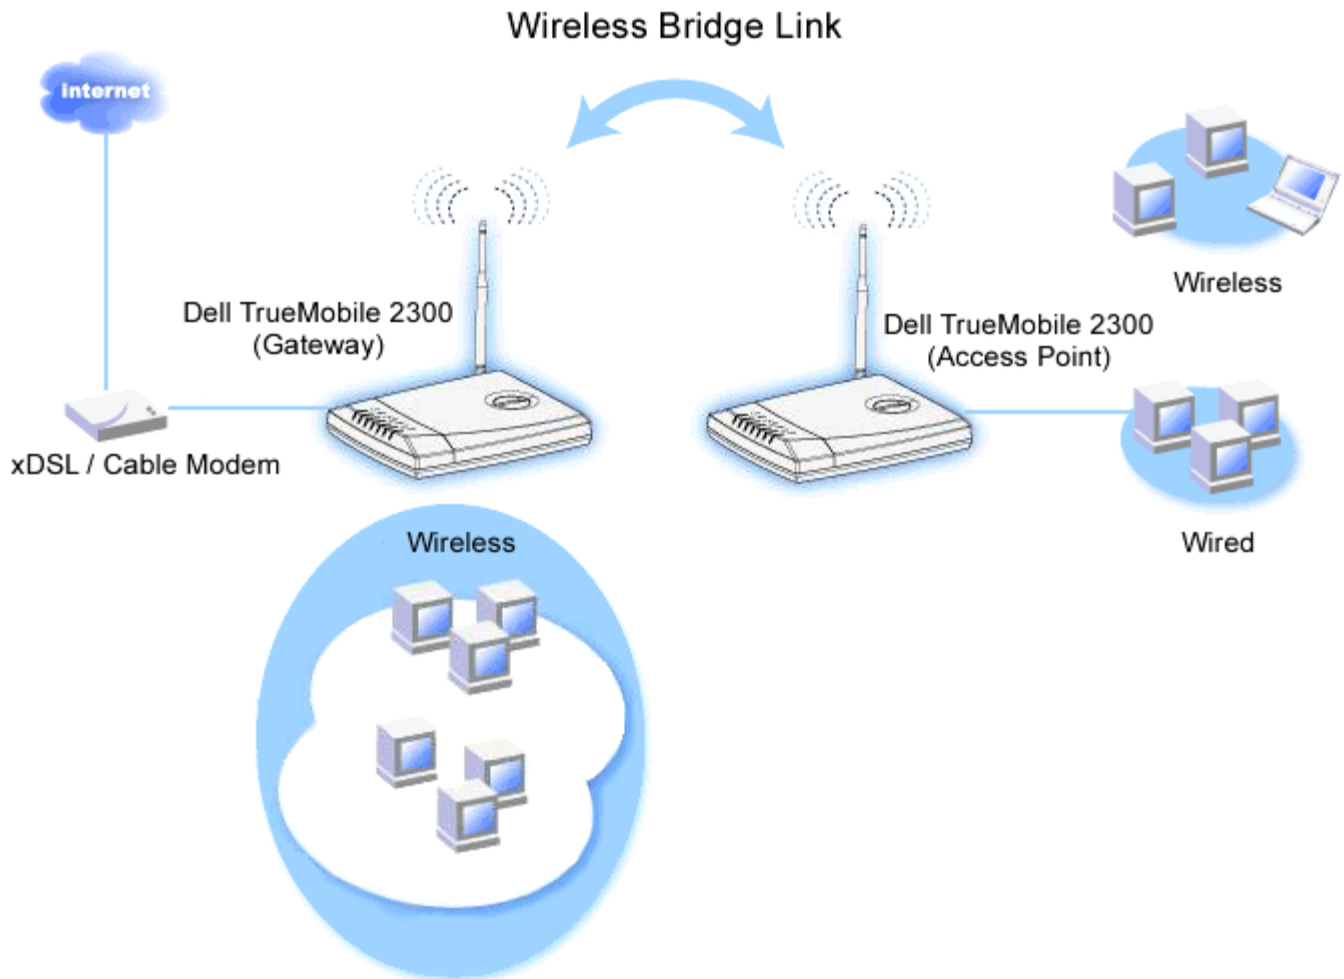 Wireless Bridge Link
internet
Dell TrueMobile 2300
(Gateway)
xDSL / Cable Modem
Wireless
Dell TrueMobile 2300
(Access Point)
Wired
Wireless